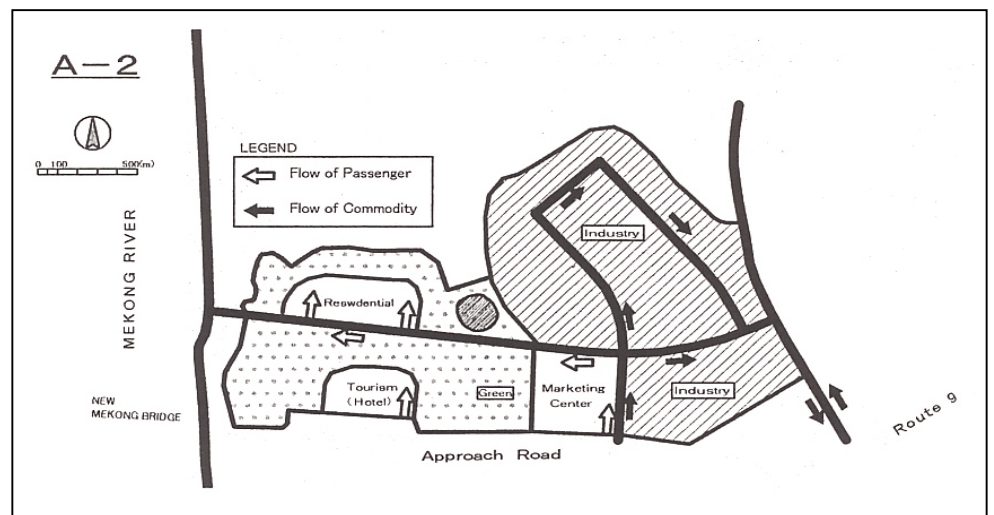 A-2
0 100 500(m)
LEGEND
Flow of Passenger
Flow of Commodity
MEKONG RIVER
Industry
Reswdential
Tourism
(Hotel)
Green
Marketing
Center
Industry
NEW
MEKONG BRIDGE
Approach Road
Route 9